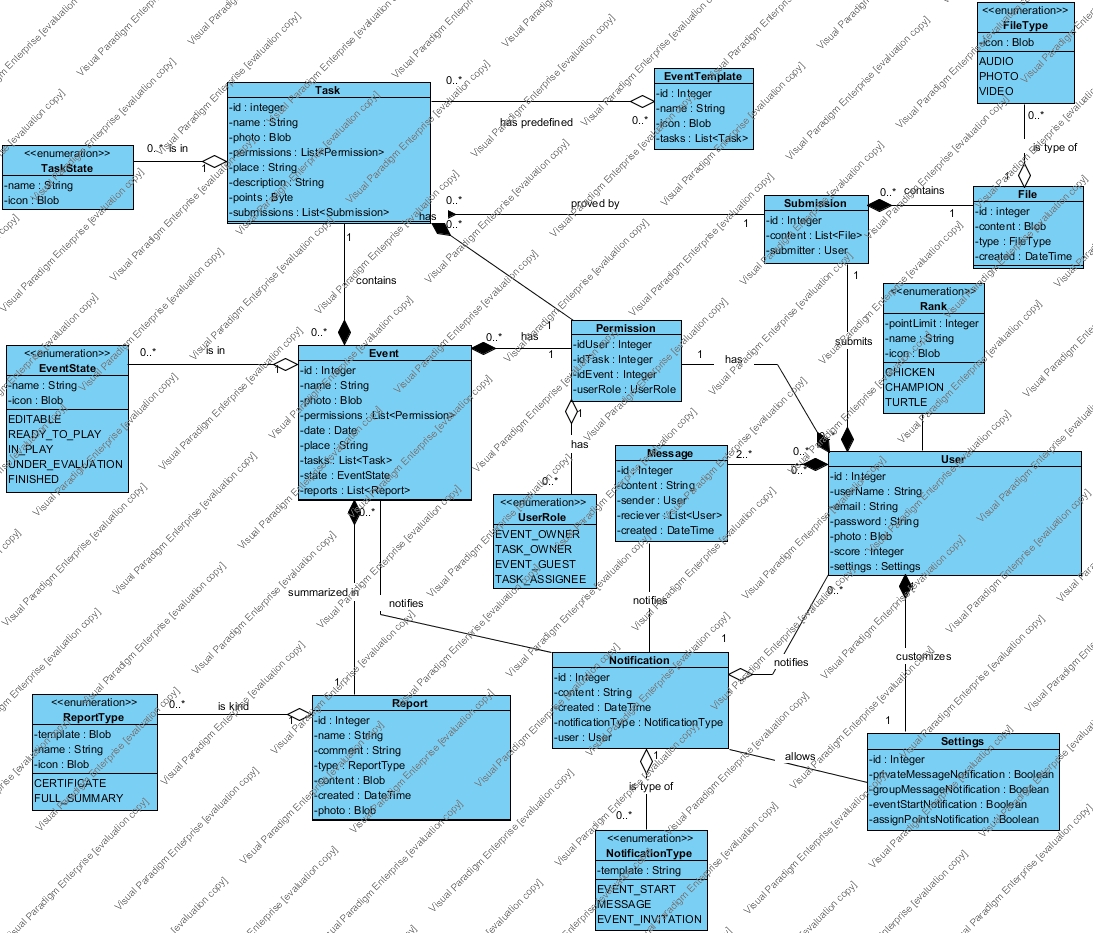 <<enumeration>>
FileType
-icon : Blob
AUDIO
PHOTO
VIDEO
0..*
is type of
1
File
-id : integer
-content : Blob
-type : FileType
-created : DateTime
Task
-id : integer
-name : String
-photo : Blob
-permissions : List<Permission>
-place : String
-description : String
-points : Byte
-submissions : List<Submission>
0..*
has predefined
0..*
EventTemplate
-id : Integer
-name : String
-icon : Blob
-tasks : List<Task>
<<enumeration>>
TaskState
-name : String
-icon : Blob
0..*
is in
1
has
0..*
0..*
proved by
1
Submission
-id : Integer
-content : List<File>
-submitter : User
0..*
contains
1
1
contains
0..*
1
submits
<<enumeration>>
Rank
-pointLimit : Integer
-name : String
-icon : Blob
CHICKEN
CHAMPION
TURTLE
<<enumeration>>
EventState
-name : String
-icon : Blob
EDITABLE
READY_TO_PLAY
IN_PLAY
UNDER_EVALUATION
FINISHED
0..*
is in
1
Event
-id : Integer
-name : String
-photo : Blob
-permissions : List<Permission>
-date : Date
-place : String
-tasks : List<Task>
-state : EventState
-reports : List<Report>
0..*
has
1
1
Permission
-idUser : Integer
-idTask : Integer
-idEvent : Integer
-userRole : UserRole
1
has
0..*
1
has
0..*
<<enumeration>>
UserRole
EVENT_OWNER
TASK_OWNER
EVENT_GUEST
TASK_ASSIGNEE
Message
-id : Integer
-content : String
-sender : User
-reciever : List<User>
-created : DateTime
2..*
0..*
User
-id : Integer
-userName : String
-email : String
-password : String
-photo : Blob
-score : Integer
-settings : Settings
0..*
summarized in
1
notifies
notifies
0..*
notifies
1
customizes
1
<<enumeration>>
ReportType
-template : Blob
-name : String
-icon : Blob
CERTIFICATE
FULL_SUMMARY
0..*
is kind
1
Report
-id : Integer
-name : String
-comment : String
-type : ReportType
-content : Blob
-created : DateTime
-photo : Blob
Notification
-id : Integer
-content : String
-created : DateTime
-notificationType : NotificationType
-user : User
allows
Settings
-id : Integer
-privateMessageNotification : Boolean
-groupMessageNotification : Boolean
-eventStartNotification : Boolean
-assignPointsNotification : Boolean
1
is type of
0..*
<<enumeration>>
NotificationType
-template : String
EVENT_START
MESSAGE
EVENT_INVITATION
Visual Paradigm Enterprise [evaluation copy]